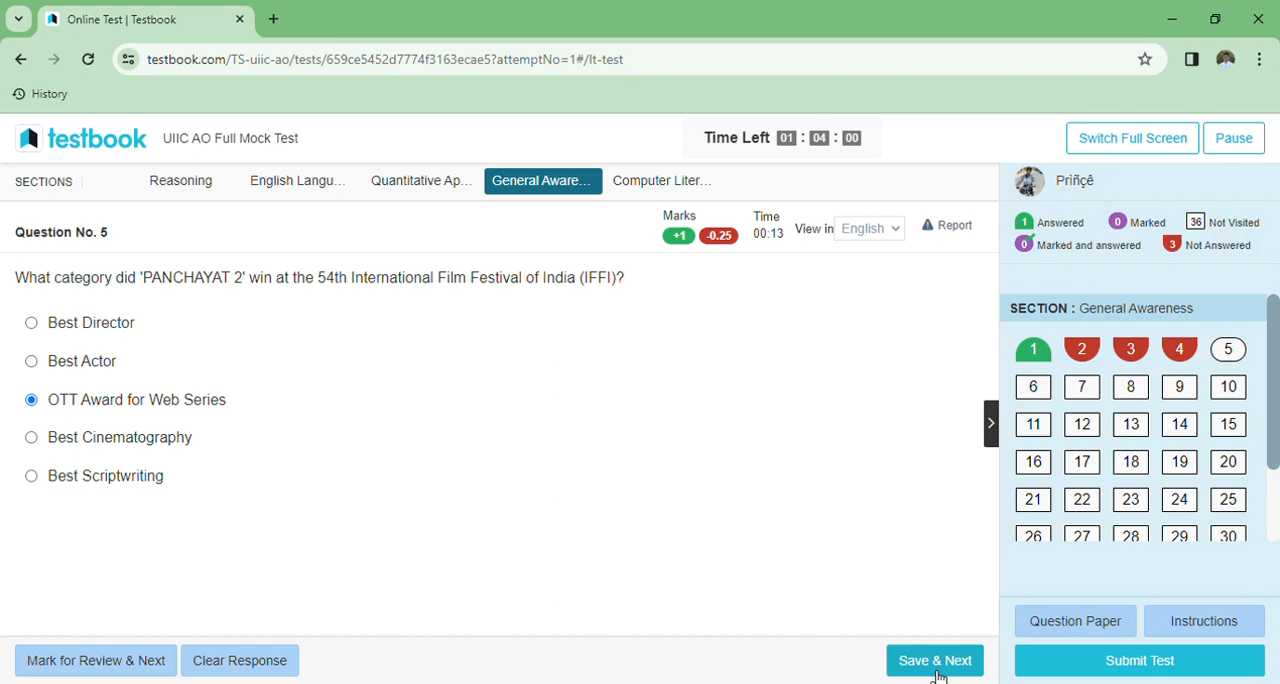 Online Test | Testbook
testbook.com/TS-uiic-ao/tests/659ce5452d7774f3163ecae5?attemptNo=1#/lt-test
History
testbook UIIC AO Full Mock Test Time Left 01 : 04 : 00 Switch Full Screen Pause
SECTIONS Reasoning English Langu... Quantitative Ap... General Aware... Computer Liter... Priñçê
Question No. 5 Marks +1 -0.25 Time 00:13 View in English Report
1 Answered 0 Marked 36 Not Visited
0 Marked and answered 3 Not Answered
What category did 'PANCHAYAT 2' win at the 54th International Film Festival of India (IFFI)?
Best Director
Best Actor
OTT Award for Web Series
Best Cinematography
Best Scriptwriting
SECTION : General Awareness
1 2 3 4 5
6 7 8 9 10
11 12 13 14 15
16 17 18 19 20
21 22 23 24 25
26 27 28 29 30
Question Paper Instructions
Mark for Review & Next Clear Response Save & Next Submit Test